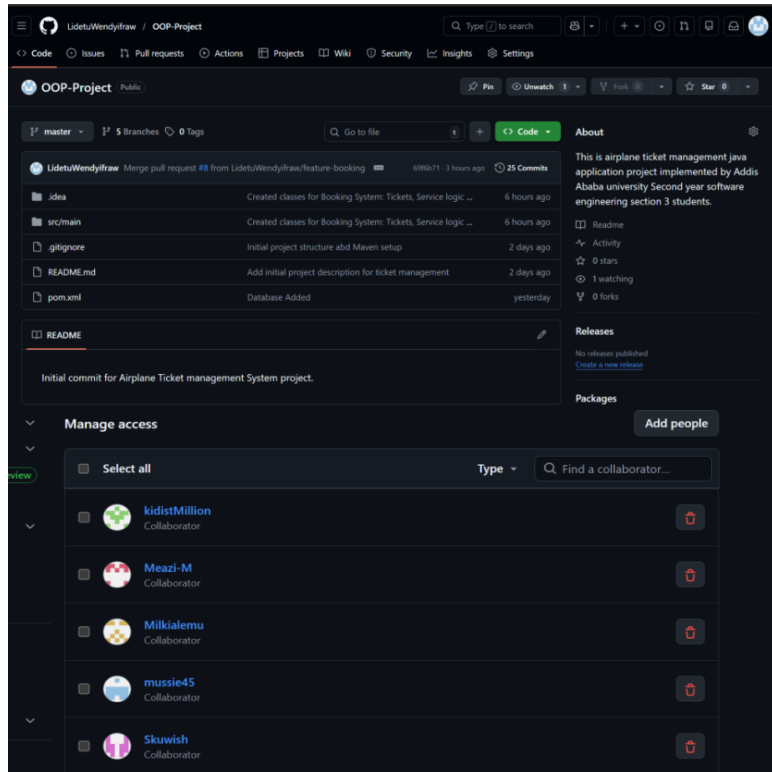 LidetuWendyifraw / OOP-Project
Type / to search
Code Issues Pull requests Actions Projects Wiki Security Insights Settings
OOP-Project Public
Pin Unwatch 1 Fork 0 Star 0
master 5 Branches 0 Tags Go to file t + Code
About
This is airplane ticket management java
application project implemented by Addis
Ababa university Second year software
engineering section 3 students.
Readme
Activity
0 stars
1 watching
0 forks
LidetuWendyifraw Merge pull request #8 from LidetuWendyifraw/feature-booking 69f6b71 · 3 hours ago 25 Commits
.idea Created classes for Booking System: Tickets, Service logic ... 6 hours ago
src/main Created classes for Booking System: Tickets, Service logic ... 6 hours ago
.gitignore Initial project structure abd Maven setup 2 days ago
README.md Add initial project description for ticket management 2 days ago
pom.xml Database Added yesterday
README
Initial commit for Airplane Ticket management System project.
Releases
No releases published
Create a new release
Packages
Manage access
Add people
eview
Select all Type Find a collaborator...
kidistMillion
Collaborator
Meazi-M
Collaborator
Milkialemu
Collaborator
mussie45
Collaborator
Skuwish
Collaborator